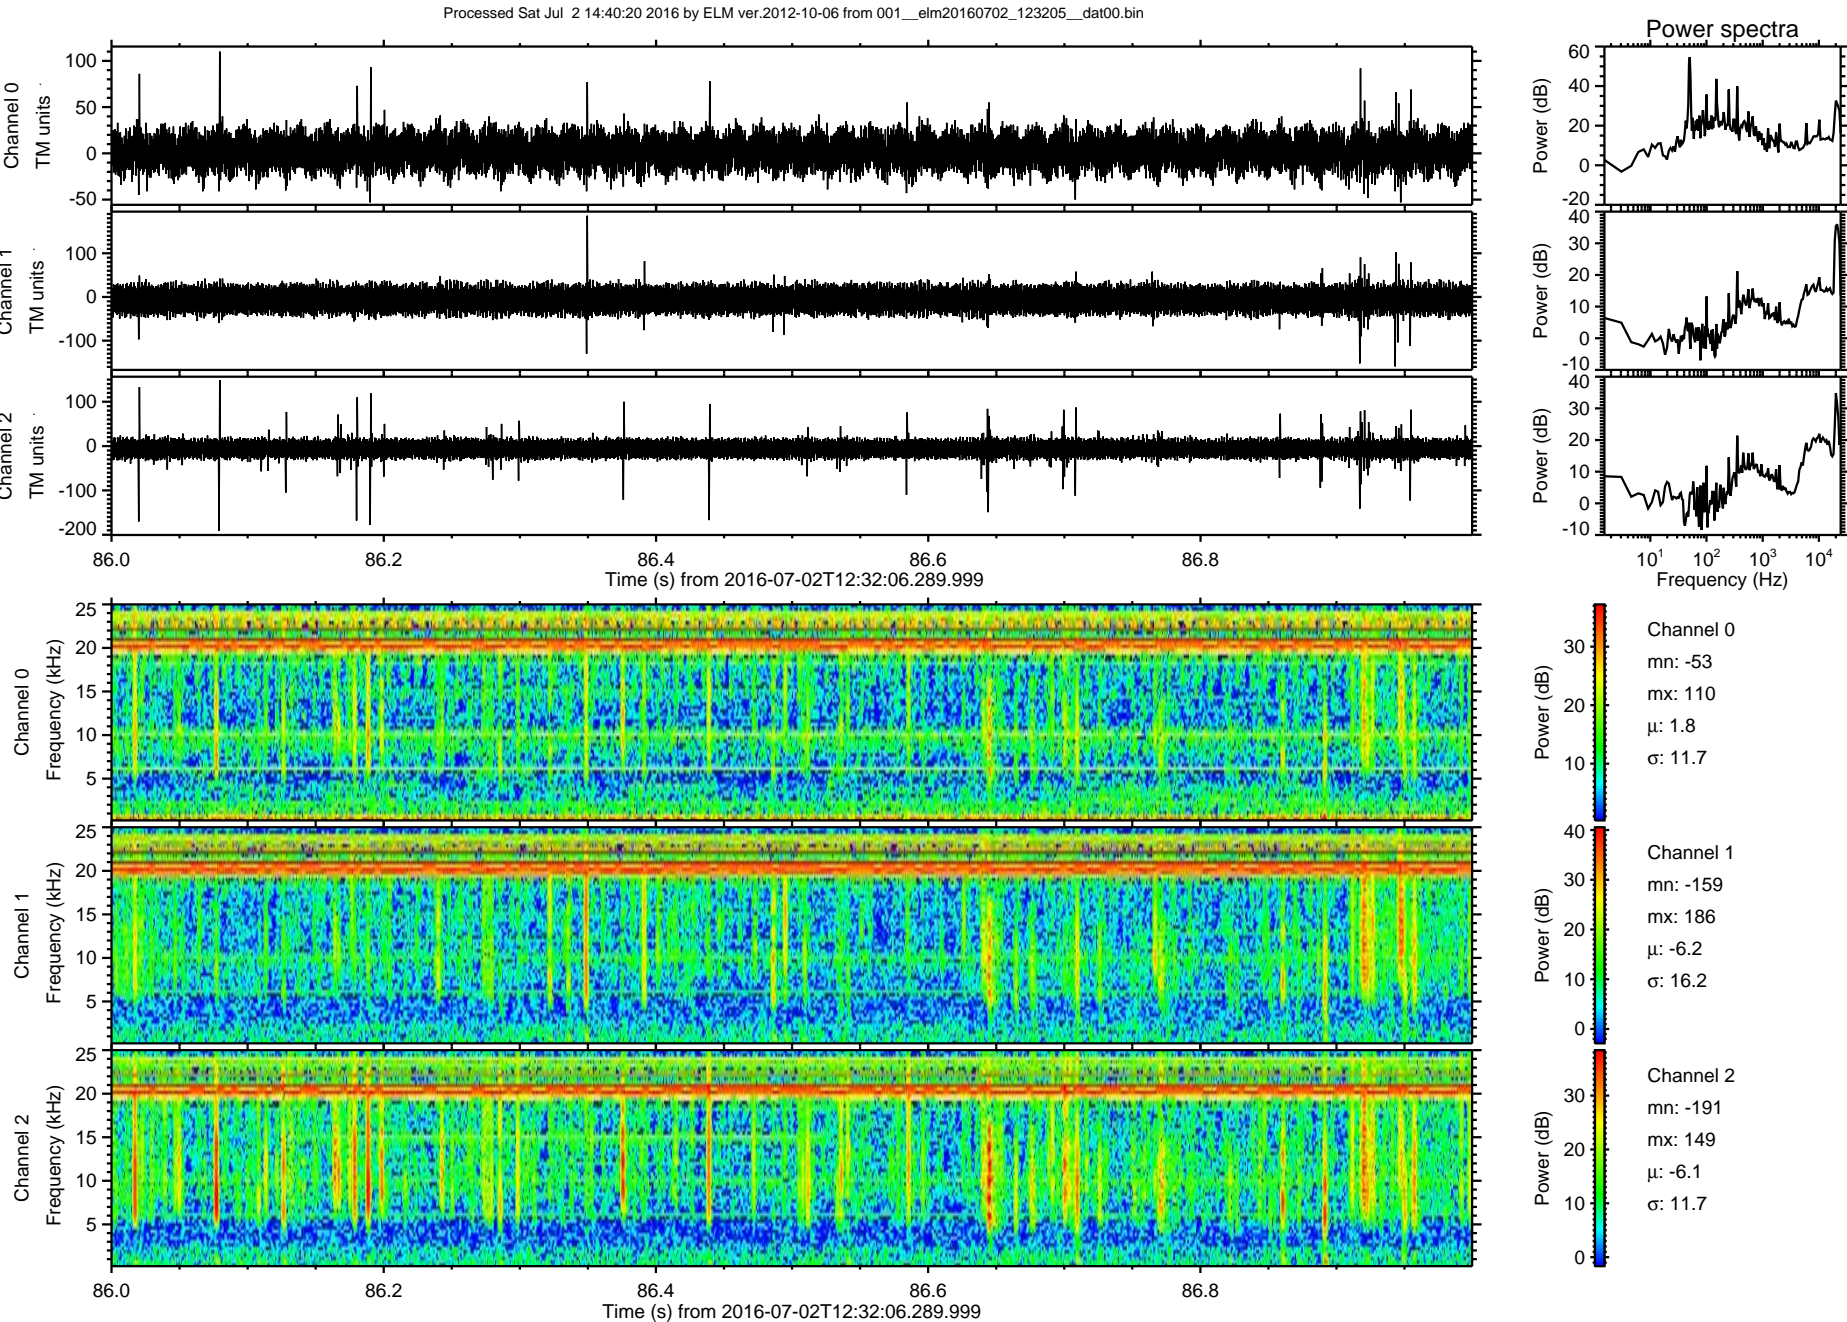 Processed Sat Jul 2 14:40:20 2016 by ELM ver.2012-10-06 from 001__elm20160702_123205__dat00.bin
Power spectra
Channel 0
TM units
100
50
0
-50
Power (dB)
60
40
20
0
-20
Channel 1
TM units
100
0
-100
Power (dB)
40
30
20
10
0
-10
Channel 2
TM units
100
0
-100
-200
Power (dB)
40
30
20
10
0
-10
86.0 86.2 86.4 86.6 86.8
Time (s) from 2016-07-02T12:32:06.289.999
10¹ 10² 10³ 10⁴
Frequency (Hz)
Channel 0
Frequency (kHz)
25
20
15
10
5
Power (dB)
30
20
10
Channel 0
mn: -53
mx: 110
μ: 1.8
σ: 11.7
Channel 1
Frequency (kHz)
25
20
15
10
5
Power (dB)
40
30
20
10
0
Channel 1
mn: -159
mx: 186
μ: -6.2
σ: 16.2
Channel 2
Frequency (kHz)
25
20
15
10
5
Power (dB)
30
20
10
0
Channel 2
mn: -191
mx: 149
μ: -6.1
σ: 11.7
86.0 86.2 86.4 86.6 86.8
Time (s) from 2016-07-02T12:32:06.289.999